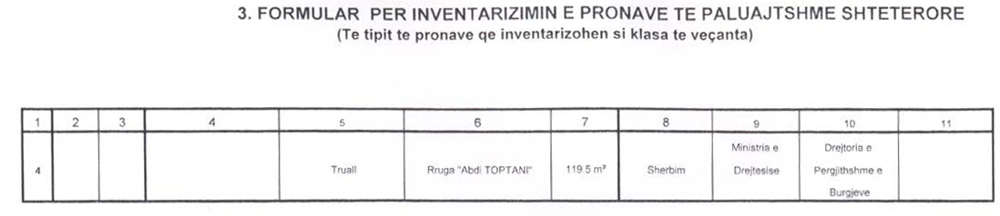 3. FORMULAR PER INVENTARIZIMIN E PRONAVE TE PALUAJTSHME SHTETERORE
(Te tipit te pronave qe inventarizohen si klasa te veçanta)
1 2 3 4 5 6 7 8 9 10 11
4 Truall Rruga "Abdi TOPTANI" 119.5 m² Sherbim Ministria e Drejtesise Drejtoria e Pergjithshme e Burgjeve